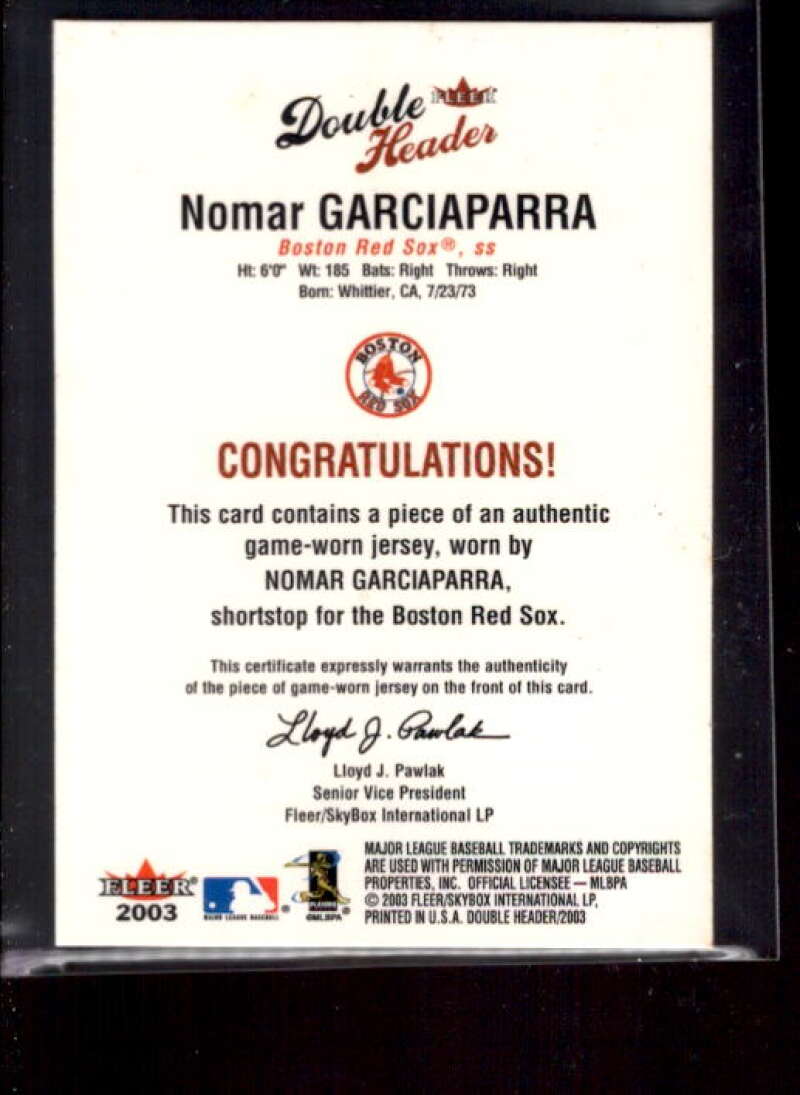 Double FLEER
Header
Nomar GARCIAPARRA
Boston Red Sox®, ss
Ht: 6'0" Wt: 185 Bats: Right Throws: Right
Born: Whittier, CA, 7/23/73
BOSTON
RED SOX
CONGRATULATIONS!
This card contains a piece of an authentic
game-worn jersey, worn by
NOMAR GARCIAPARRA,
shortstop for the Boston Red Sox.
This certificate expressly warrants the authenticity
of the piece of game-worn jersey on the front of this card.
Lloyd J. Pawlak
Lloyd J. Pawlak
Senior Vice President
Fleer/SkyBox International LP
FLEER®
2003
MAJOR LEAGUE BASEBALL ®
PLAYERS
©MLBPA ®
MAJOR LEAGUE BASEBALL TRADEMARKS AND COPYRIGHTS
ARE USED WITH PERMISSION OF MAJOR LEAGUE BASEBALL
PROPERTIES, INC. OFFICIAL LICENSEE — MLBPA
© 2003 FLEER/SKYBOX INTERNATIONAL LP,
PRINTED IN U.S.A. DOUBLE HEADER/2003